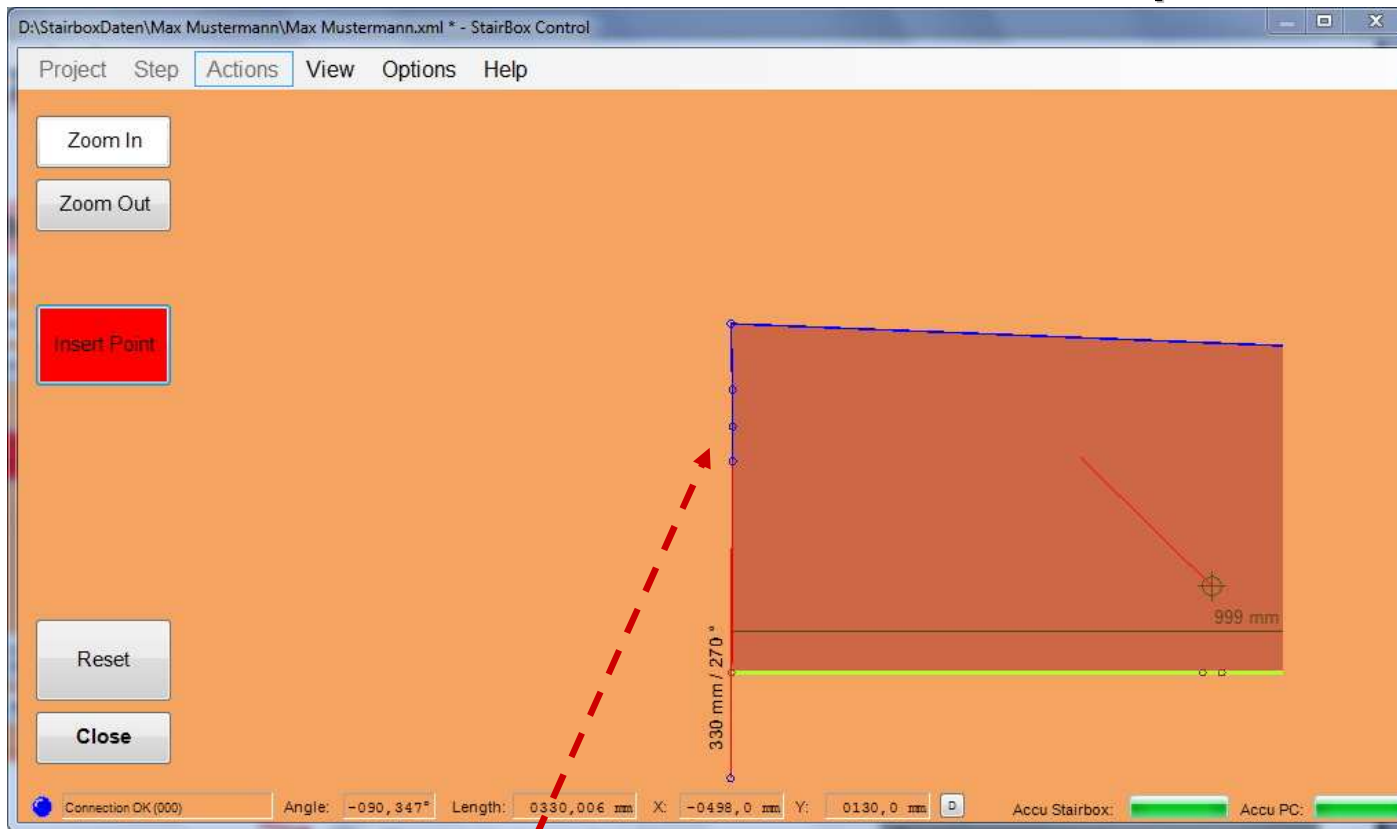 D:\StairboxDaten\Max Mustermann\Max Mustermann.xml * - StairBox Control
Project Step Actions View Options Help
Zoom In
Zoom Out
Insert Point
Reset
Close
999 mm
330 mm / 270 °
Connection OK (000) Angle: -090,347° Length: 0330,006 mm X: -0498,0 mm Y: 0130,0 mm D Accu Stairbox: Accu PC: